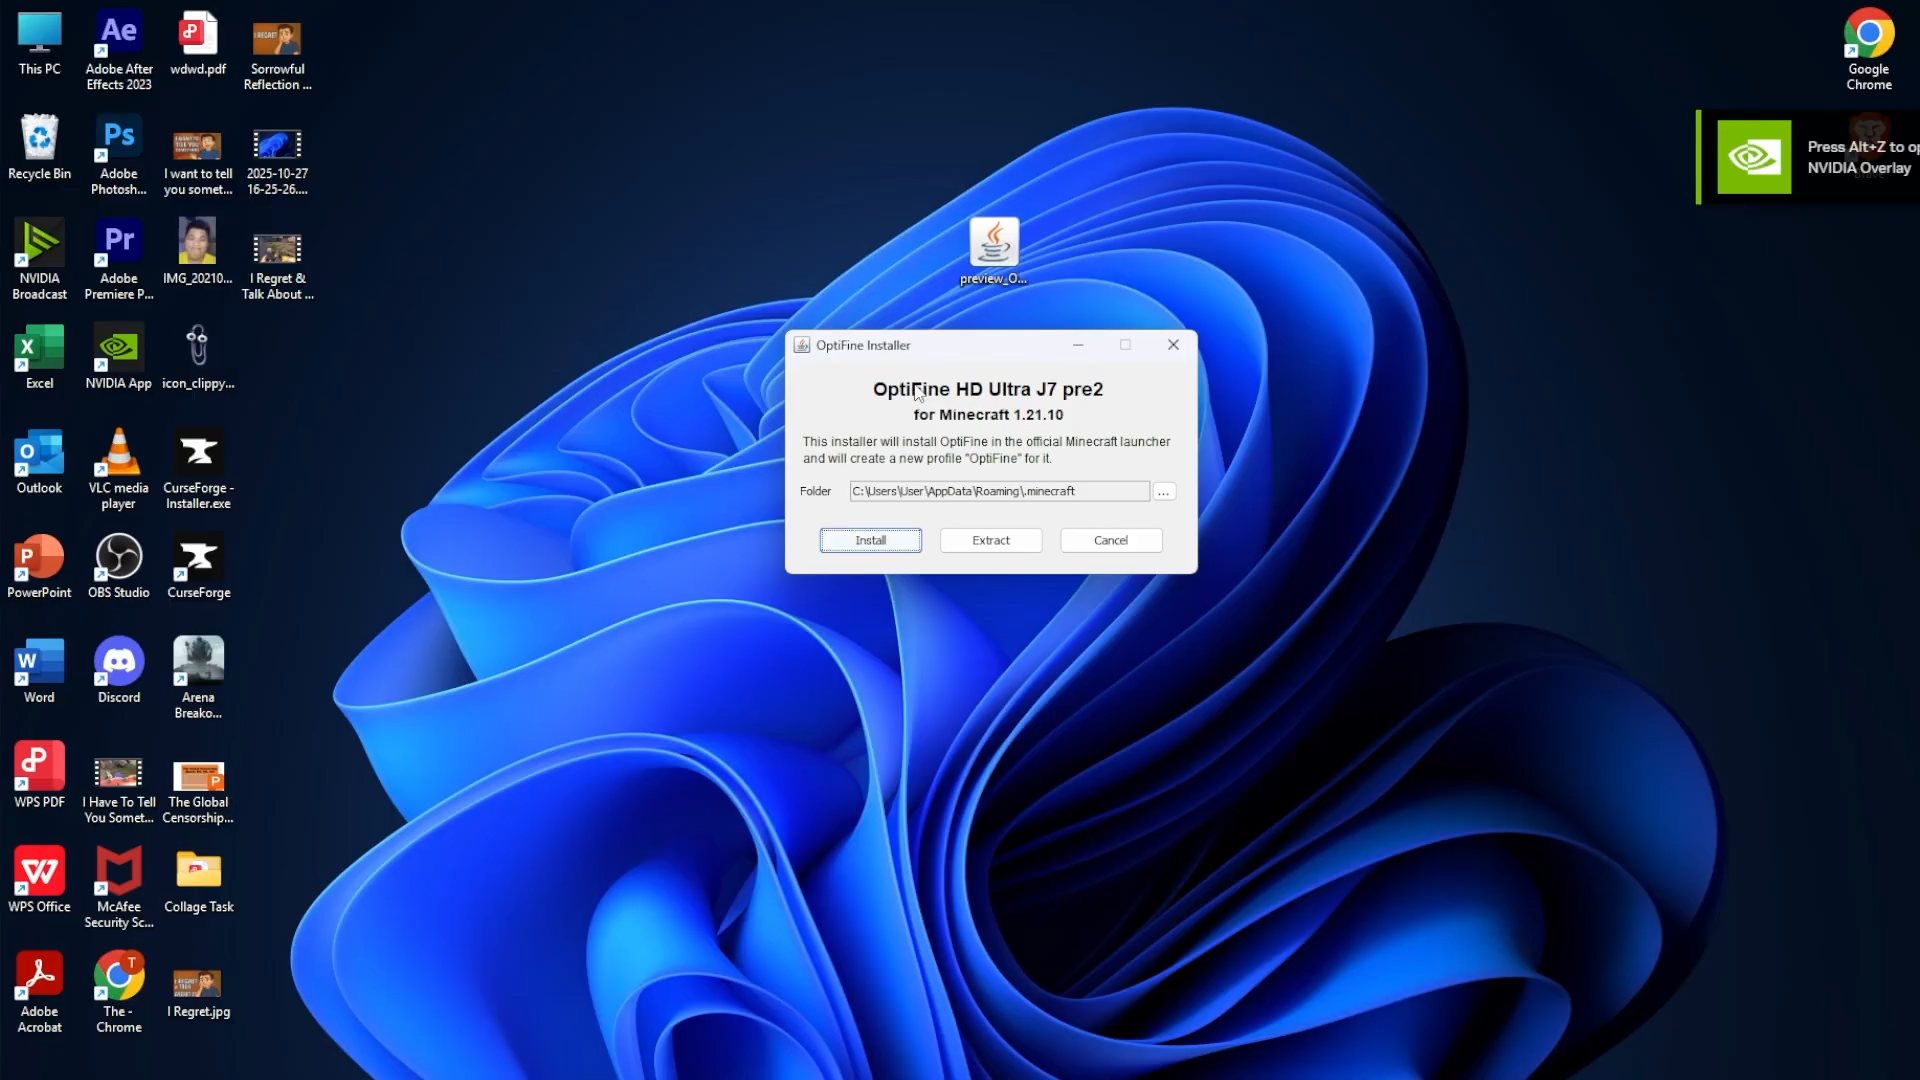 This PC
Adobe After
Effects 2023
wdwd.pdf
Sorrowful
Reflection ...
Google
Chrome
Recycle Bin
Adobe
Photosh...
I want to tell
you somet...
2025-10-27
16-25-26....
Press Alt+Z to op
NVIDIA Overlay
NVIDIA
Broadcast
Adobe
Premiere P...
IMG_20210...
I Regret &
Talk About ...
preview_O...
Excel
NVIDIA App
icon_clippy...
OptiFine Installer
OptiFine HD Ultra J7 pre2
for Minecraft 1.21.10
This installer will install OptiFine in the official Minecraft launcher
and will create a new profile "OptiFine" for it.
Folder
C:\Users\User\AppData\Roaming\.minecraft
...
Install
Extract
Cancel
Outlook
VLC media
player
CurseForge -
Installer.exe
PowerPoint
OBS Studio
CurseForge
Word
Discord
Arena
Breako...
WPS PDF
I Have To Tell
You Somet...
The Global
Censorship...
WPS Office
McAfee
Security Sc...
Collage Task
Adobe
Acrobat
The -
Chrome
I Regret.jpg